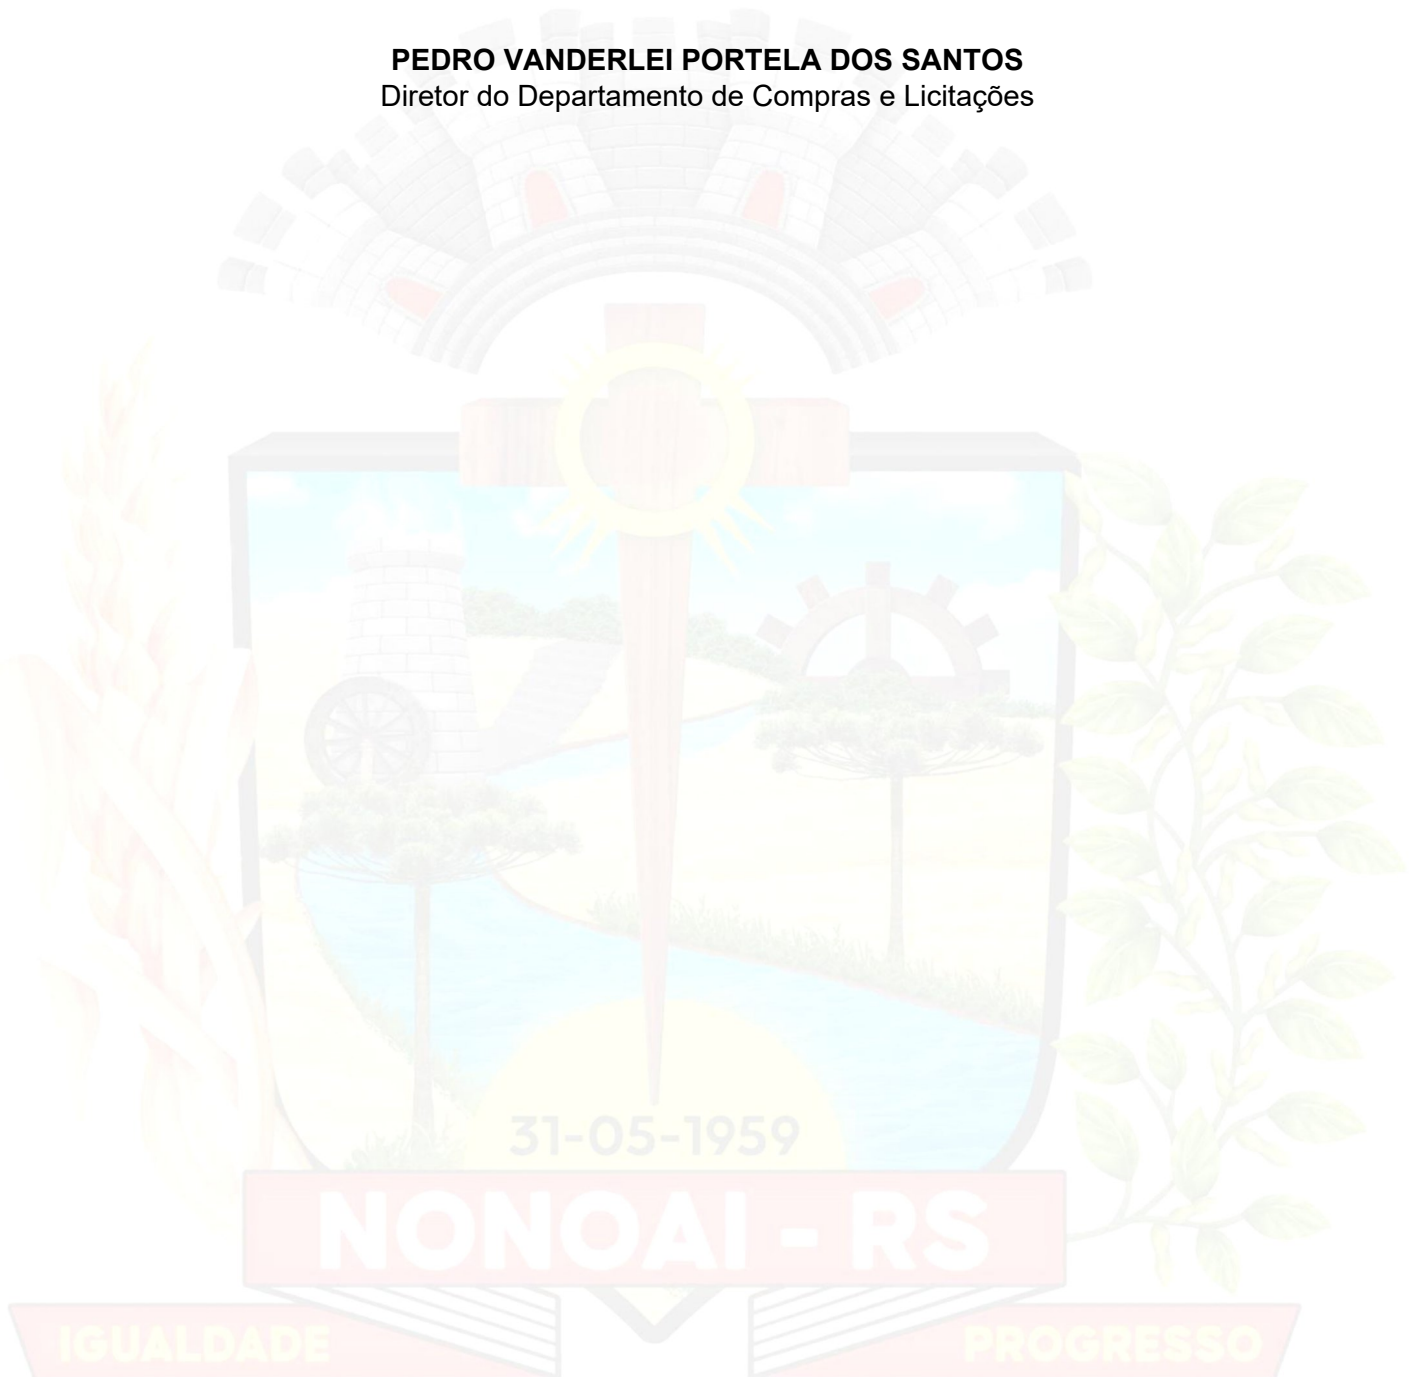 PEDRO VANDERLEI PORTELA DOS SANTOS
Diretor do Departamento de Compras e Licitações
31-05-1959
NONOAI - RS
IGUALDADE
PROGRESSO